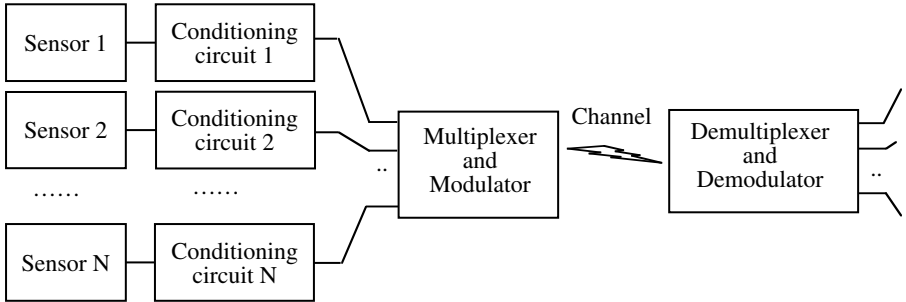 Sensor 1
Conditioning
circuit 1
Sensor 2
Conditioning
circuit 2
......
......
Sensor N
Conditioning
circuit N
..
Multiplexer
and
Modulator
Channel
Demultiplexer
and
Demodulator
..